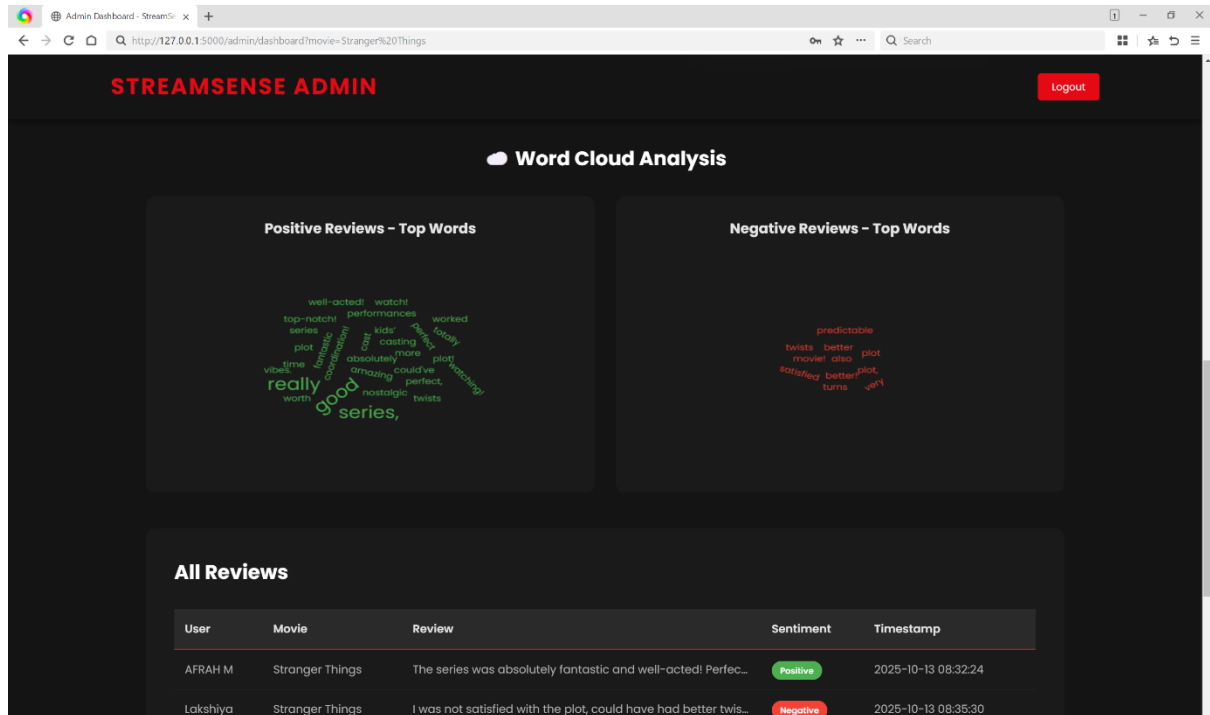 Admin Dashboard - StreamSe
1
http://127.0.0.1:5000/admin/dashboard?movie=Stranger%20Things
Search
STREAMSENSE ADMIN
Logout
Word Cloud Analysis
Positive Reviews - Top Words
Negative Reviews - Top Words
well-acted! watch!
top-notch! performances worked
series fantastic coordination! cast kids' perfect totally
plot casting
absolutely more plot!
time amazing could've watching!
vibes. perfect,
really good nostalgic twists
worth series,
predictable
twists better plot
movie! also
satisfied better! plot,
turns very
All Reviews
User Movie Review Sentiment Timestamp
AFRAH M Stranger Things The series was absolutely fantastic and well-acted! Perfec... Positive 2025-10-13 08:32:24
Lakshiya Stranger Things I was not satisfied with the plot, could have had better twis... Negative 2025-10-13 08:35:30